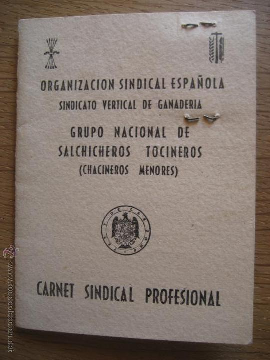 ORGANIZACION SINDICAL ESPAÑOLA
SINDICATO VERTICAL DE GANADERIA
GRUPO NACIONAL DE
SALCHICHEROS TOCINEROS
(CHACINEROS MENORES)
CARNET SINDICAL PROFESIONAL